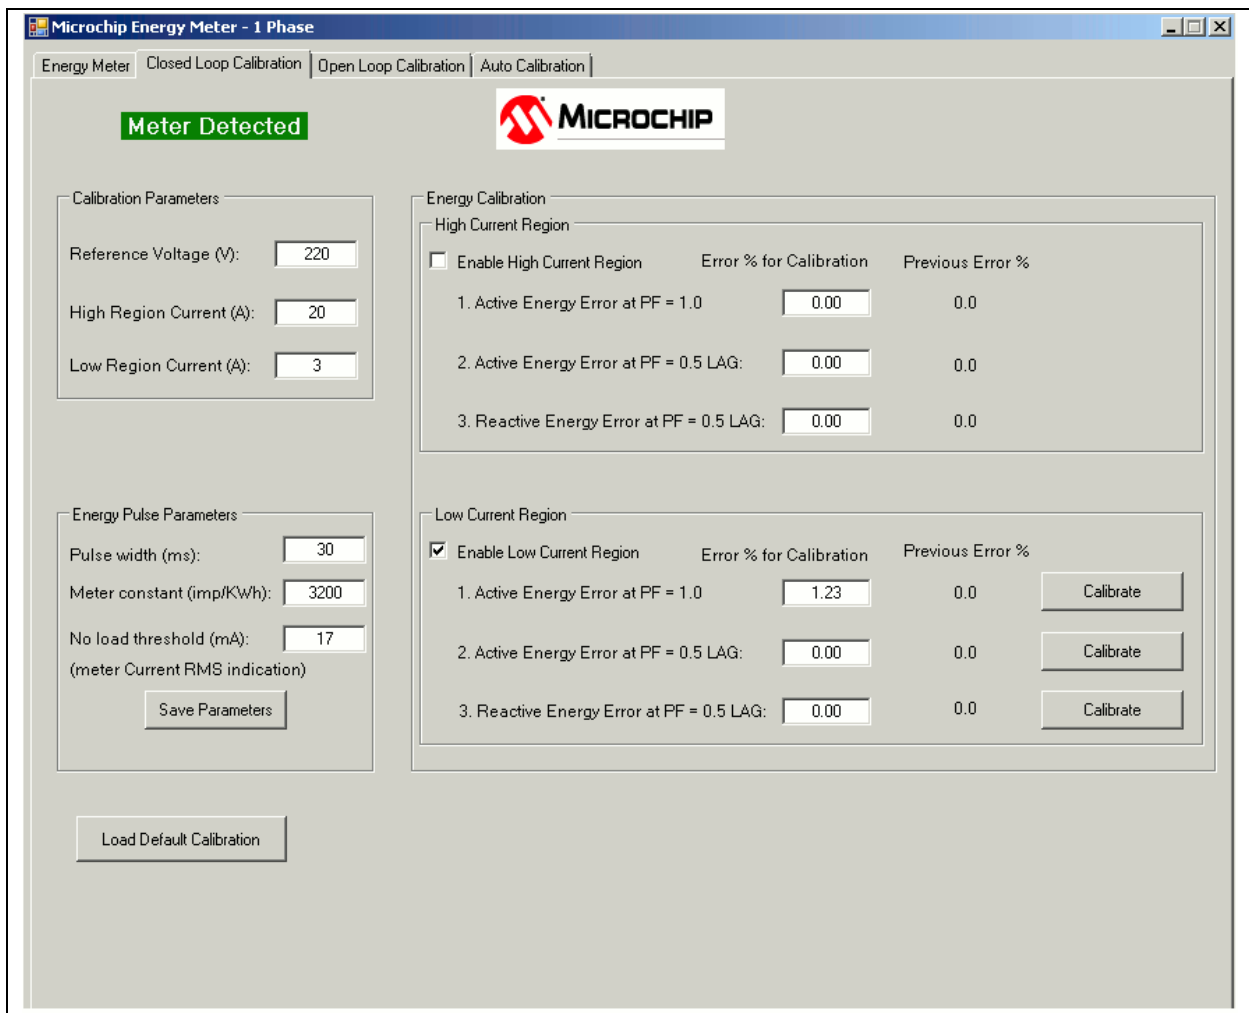 Microchip Energy Meter - 1 Phase
Energy Meter Closed Loop Calibration Open Loop Calibration Auto Calibration
Meter Detected
MICROCHIP
Calibration Parameters
Reference Voltage (V): 220
High Region Current (A): 20
Low Region Current (A): 3
Energy Pulse Parameters
Pulse width (ms): 30
Meter constant (imp/KWh): 3200
No load threshold (mA): 17
(meter Current RMS indication)
Save Parameters
Load Default Calibration
Energy Calibration
High Current Region
Enable High Current Region Error % for Calibration Previous Error %
1. Active Energy Error at PF = 1.0 0.00 0.0
2. Active Energy Error at PF = 0.5 LAG: 0.00 0.0
3. Reactive Energy Error at PF = 0.5 LAG: 0.00 0.0
Low Current Region
Enable Low Current Region Error % for Calibration Previous Error %
1. Active Energy Error at PF = 1.0 1.23 0.0 Calibrate
2. Active Energy Error at PF = 0.5 LAG: 0.00 0.0 Calibrate
3. Reactive Energy Error at PF = 0.5 LAG: 0.00 0.0 Calibrate